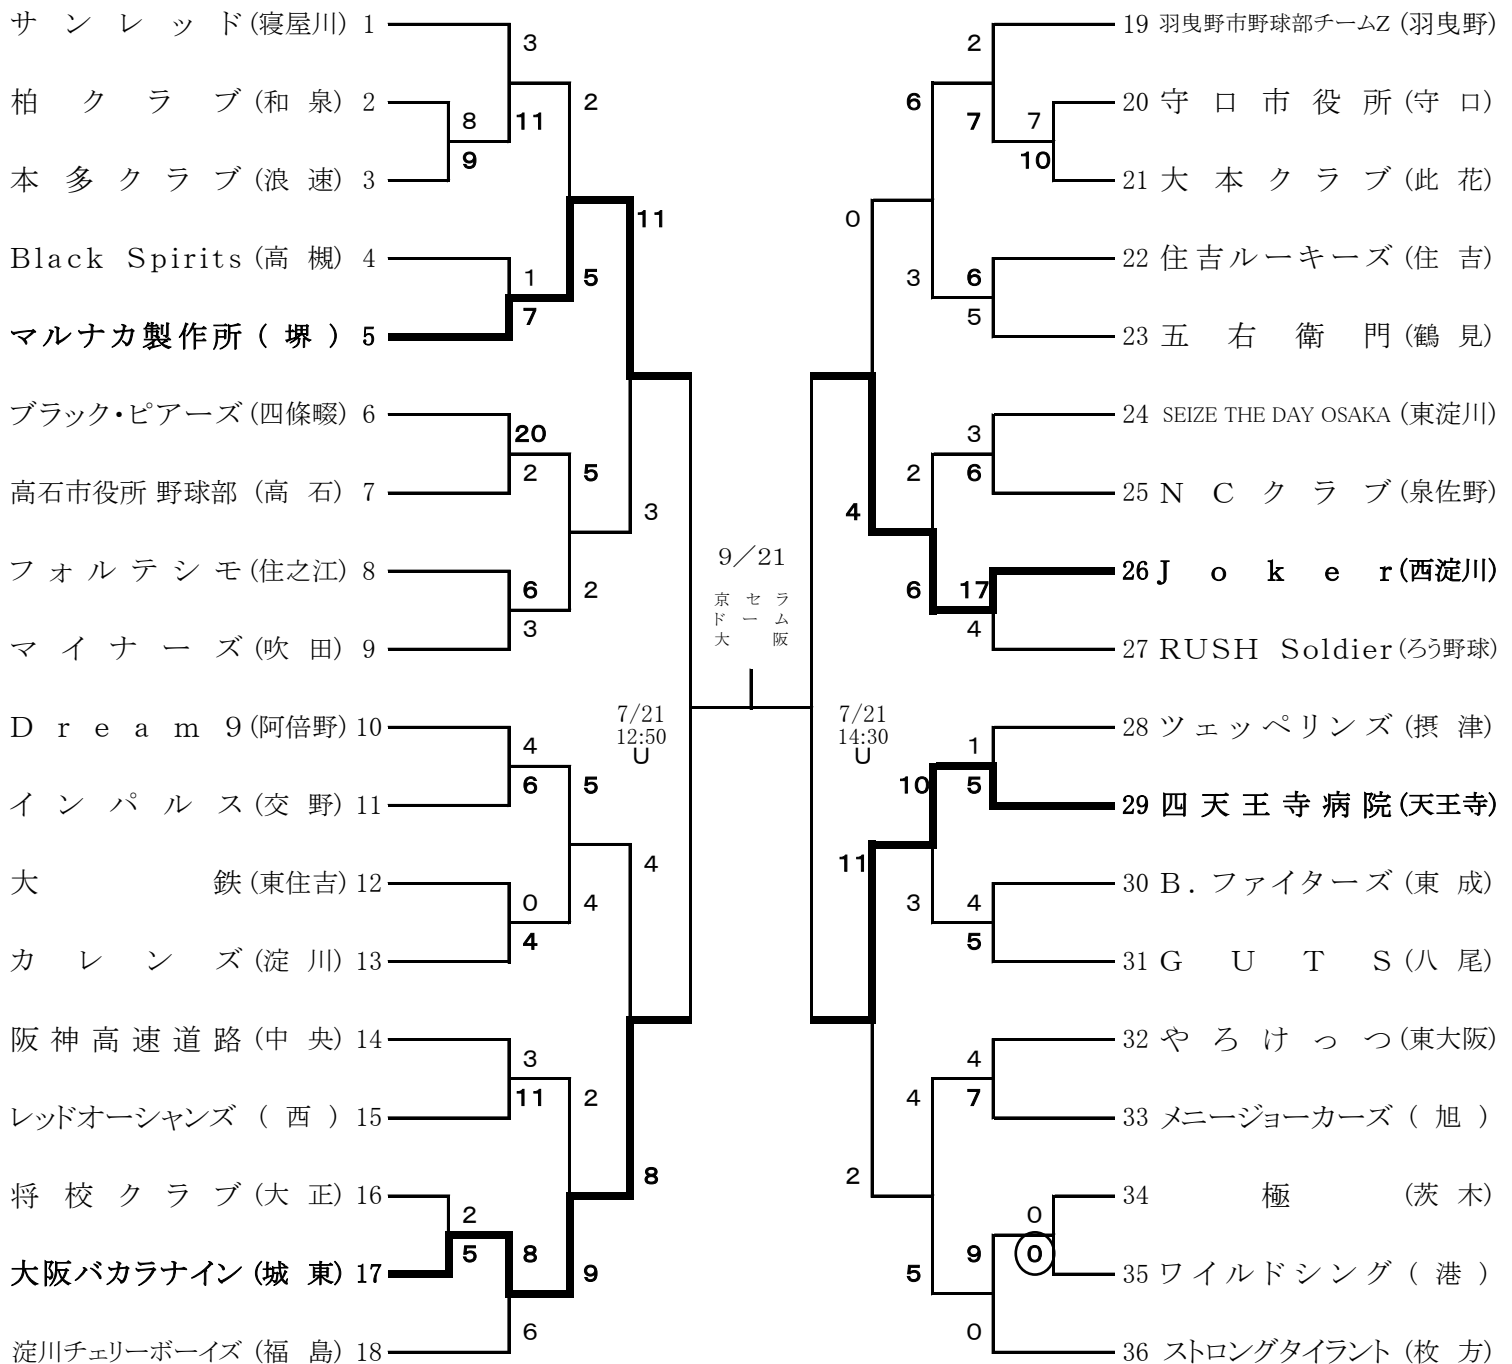 サンレッド(寝屋川) 1
3
柏クラブ(和泉) 2
8
11
2
9
本多クラブ(浪速) 3
11
Black Spirits(高槻) 4
1
5
7
マルナカ製作所(堺) 5
ブラック・ピアーズ(四條畷) 6
20
2
5
高石市役所 野球部(高石) 7
3
フォルテシモ(住之江) 8
6
2
3
マイナーズ(吹田) 9
7/21
12:50
U
Dream9(阿倍野) 10
4
5
6
インパルス(交野) 11
4
大鉄(東住吉) 12
0
4
4
カレンズ(淀川) 13
阪神高速道路(中央) 14
3
2
11
レッドオーシャンズ(西) 15
8
将校クラブ(大正) 16
2
5
8
9
大阪バカラナイン(城東) 17
6
淀川チェリーボーイズ(福島) 18
9/21
京セラ
ドーム
大阪
19 羽曳野市野球部チームZ(羽曳野)
2
6
7
20 守口市役所(守口)
7
10
21 大本クラブ(此花)
0
22 住吉ルーキーズ(住吉)
3
6
5
23 五右衛門(鶴見)
24 SEIZE THE DAY OSAKA(東淀川)
3
2
6
25 NCクラブ(泉佐野)
4
26 Joker(西淀川)
6
17
4
27 RUSH Soldier(ろう野球)
7/21
14:30
U
28 ツェッペリンズ(摂津)
1
10
5
29 四天王寺病院(天王寺)
11
30 B.ファイターズ(東成)
3
4
5
31 GUTS(八尾)
32 やろけっつ(東大阪)
4
4
7
33 メニージョーカーズ(旭)
2
34 極(茨木)
0
9
0
5
35 ワイルドシング(港)
0
36 ストロングタイラント(枚方)